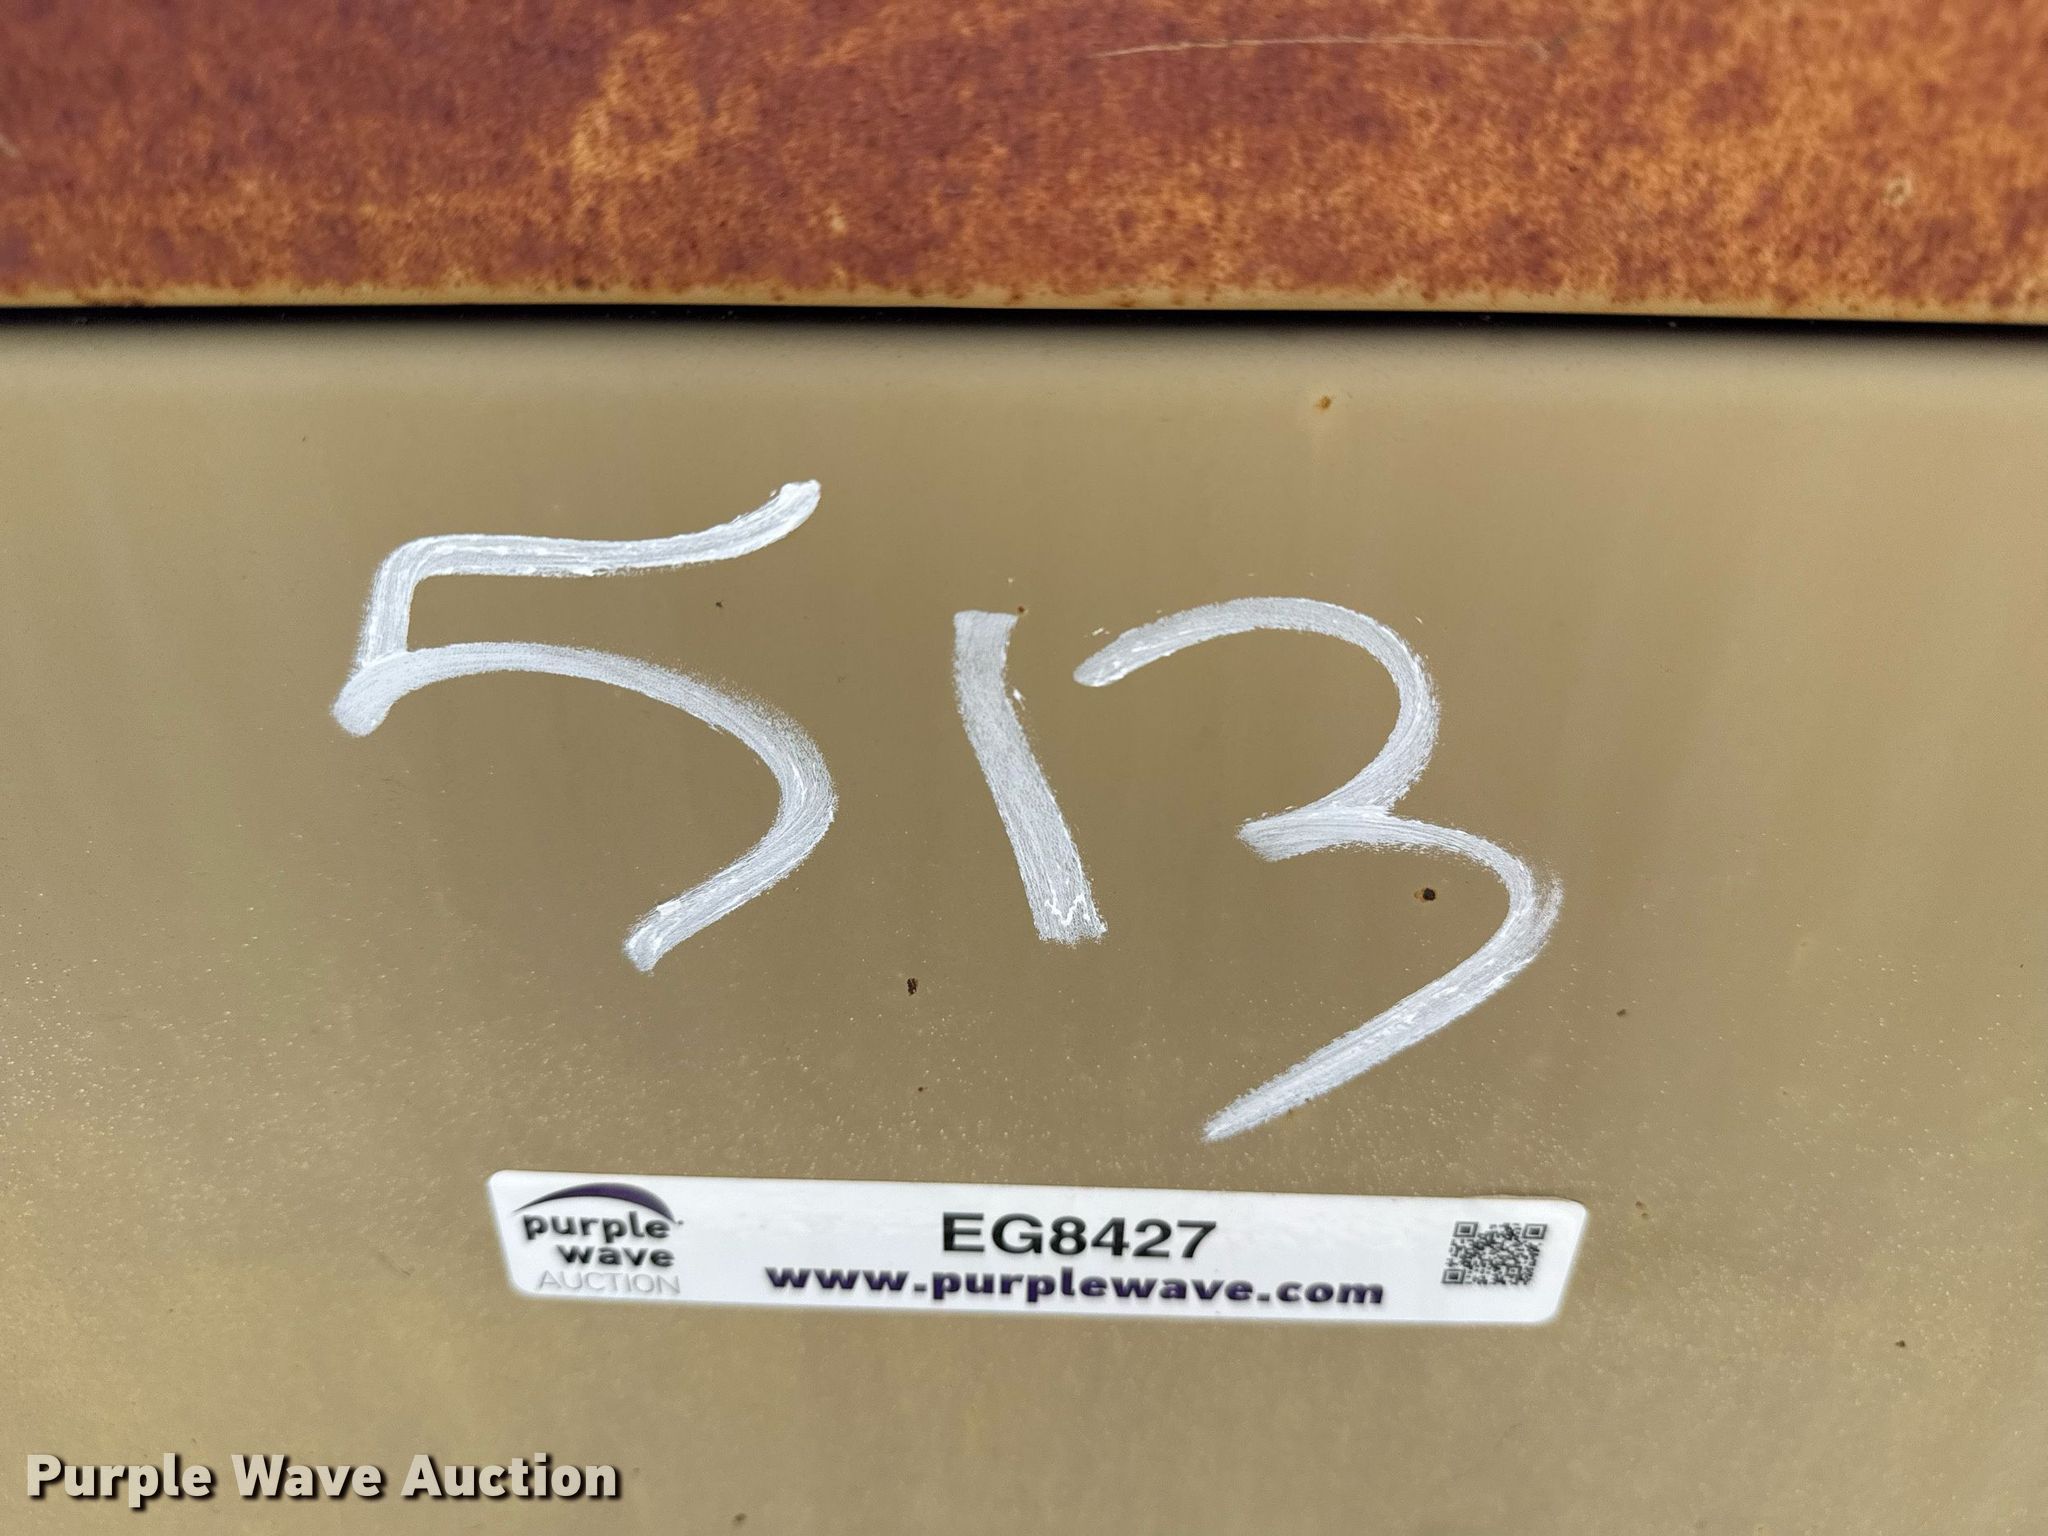 513
purple
wave
AUCTION
EG8427
www.purplewave.com
Purple Wave Auction